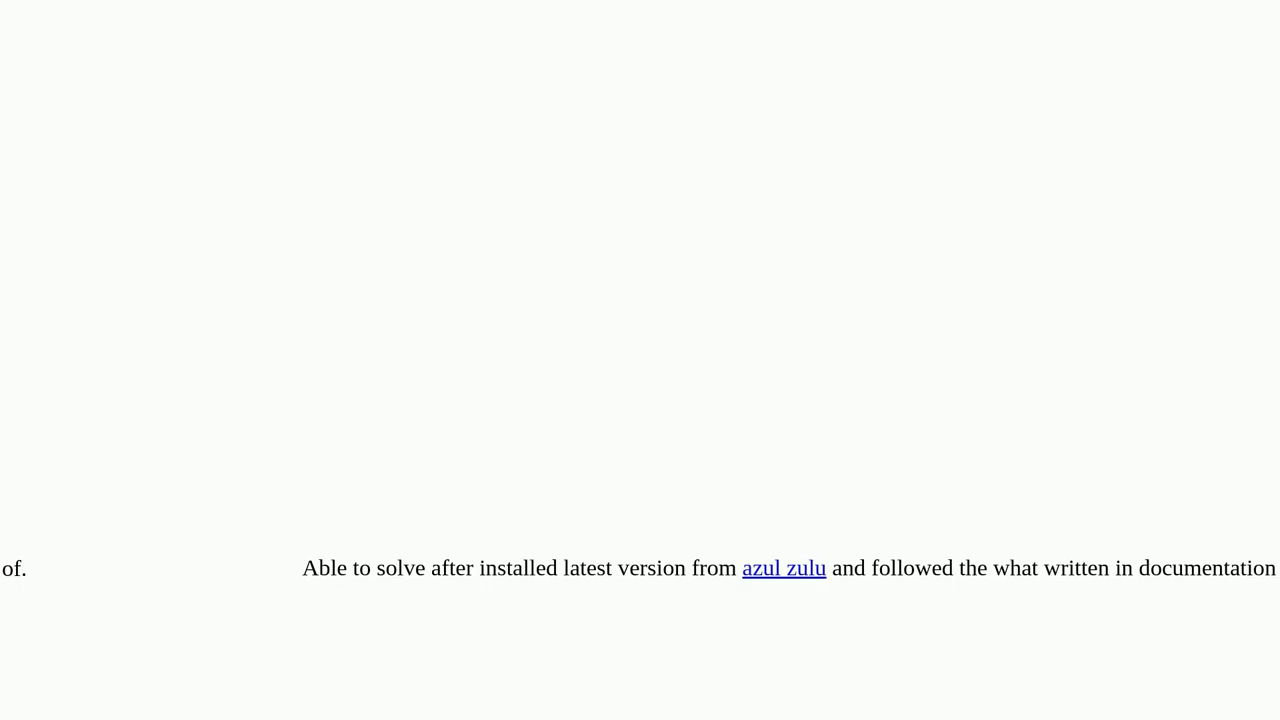 Able to solve after installed latest version from azul zulu and followed the what written in documentation
of.